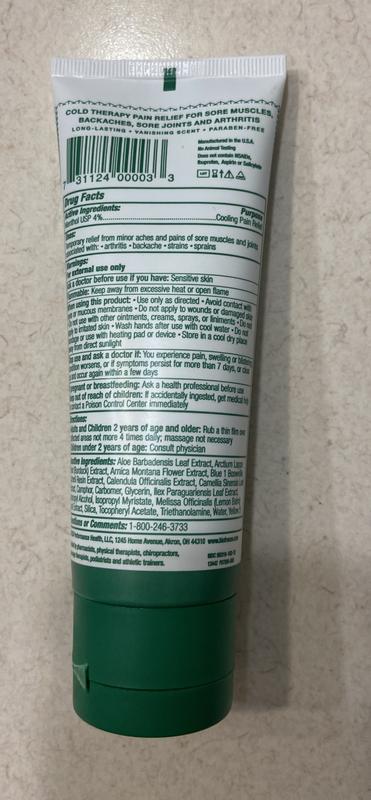 COLD THERAPY PAIN RELIEF FOR SORE MUSCLES,
BACKACHES, SORE JOINTS AND ARTHRITIS
LONG-LASTING • VANISHING SCENT • PARABEN-FREE
Manufactured in the U.S.A.
No Animal Testing
Does not contain NSAIDs,
Ibuprofen, Aspirin or Salicylate
7 31124 00003 3
Drug Facts
Active Ingredients: Purpose
Menthol USP 4% Cooling Pain Relief
Temporary relief from minor aches and pains of sore muscles and joints
associated with: • arthritis • backache • strains • sprains
Warnings:
For external use only
Ask a doctor before use if you have: Sensitive skin
Flammable: Keep away from excessive heat or open flame
When using this product: • Use only as directed • Avoid contact with
or mucous membranes • Do not apply to wounds or damaged skin
not use with other ointments, creams, sprays, or liniments • Do not
to irritated skin • Wash hands after use with cool water • Do not
or use with heating pad or device • Store in a cool dry place
from direct sunlight
use and ask a doctor if: You experience pain, swelling or
worsens, or if symptoms persist for more than 7 days, or clear
and occur again within a few days
pregnant or breastfeeding: Ask a health professional before use
out of reach of children: If accidentally ingested, get medical help
contact a Poison Control Center immediately
Directions:
Adults and Children 2 years of age and older: Rub a thin film over
affected areas not more 4 times daily; massage not necessary
Children under 2 years of age: Consult physician
Ingredients: Aloe Barbadensis Leaf Extract, Arctium Lappa
(Burdock) Extract, Arnica Montana Flower Extract, Blue 1, Boswellia
Resin Extract, Calendula Officinalis Extract, Camellia Sinensis Leaf
Camphor, Carbomer, Glycerin, Ilex Paraguariensis Leaf Extract,
Alcohol, Isopropyl Myristate, Melissa Officinalis (Lemon Balm)
Extract, Silica, Tocopheryl Acetate, Triethanolamine, Water, Yellow 5
Questions or Comments: 1-800-246-3733
LLC, 1245 Home Avenue, Akron, OH 44310
pharmacists, physical therapists, chiropractors,
therapists, podiatrists and athletic trainers.